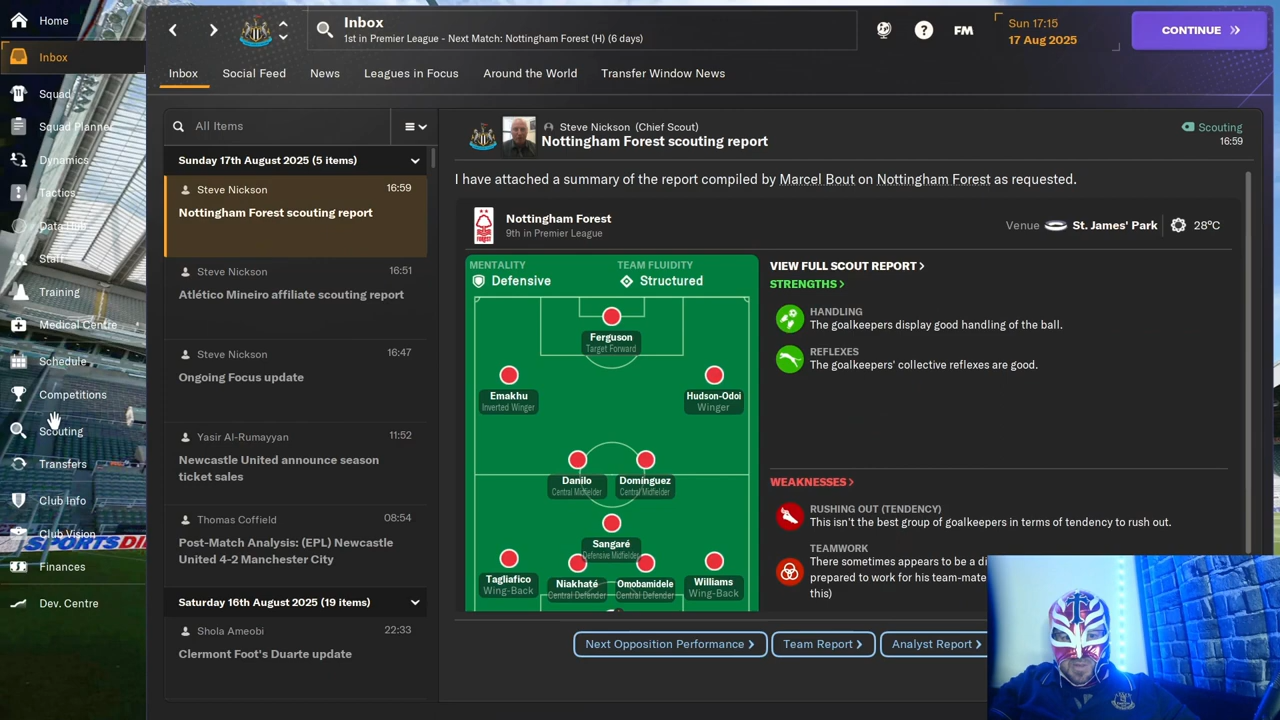 Home
Inbox
Squad
Squad Planner
Dynamics
Tactics
Data Hub
Staff
Training
Medical Centre
Schedule
Competitions
Scouting
Transfers
Club Info
Club Vision
SPORTS DI
Finances
Dev. Centre
Inbox
1st in Premier League - Next Match: Nottingham Forest (H) (6 days)
?
FM
Sun 17:15
17 Aug 2025
CONTINUE
Inbox
Social Feed
News
Leagues in Focus
Around the World
Transfer Window News
All Items
Sunday 17th August 2025 (5 items)
Steve Nickson 16:59
Nottingham Forest scouting report
Steve Nickson 16:51
Atlético Mineiro affiliate scouting report
Steve Nickson 16:47
Ongoing Focus update
Yasir Al-Rumayyan 11:52
Newcastle United announce season
ticket sales
Thomas Coffield 08:54
Post-Match Analysis: (EPL) Newcastle
United 4-2 Manchester City
Saturday 16th August 2025 (19 items)
Shola Ameobi 22:33
Clermont Foot's Duarte update
Steve Nickson (Chief Scout)
Nottingham Forest scouting report
Scouting
16:59
I have attached a summary of the report compiled by Marcel Bout on Nottingham Forest as requested.
Nottingham Forest
9th in Premier League
Venue St. James' Park 28°C
MENTALITY
Defensive
TEAM FLUIDITY
Structured
Ferguson
Target Forward
Emakhu
Inverted Winger
Hudson-Odoi
Winger
Danilo
Central Midfielder
Domínguez
Central Midfielder
Sangaré
Defensive Midfielder
Tagliafico
Wing-Back
Niakhaté
Central Defender
Omobamidele
Central Defender
Williams
Wing-Back
VIEW FULL SCOUT REPORT >
STRENGTHS >
HANDLING
The goalkeepers display good handling of the ball.
REFLEXES
The goalkeepers' collective reflexes are good.
WEAKNESSES >
RUSHING OUT (TENDENCY)
This isn't the best group of goalkeepers in terms of tendency to rush out.
TEAMWORK
There sometimes appears to be a
prepared to work for his team-mate
this)
Next Opposition Performance >
Team Report >
Analyst Report >